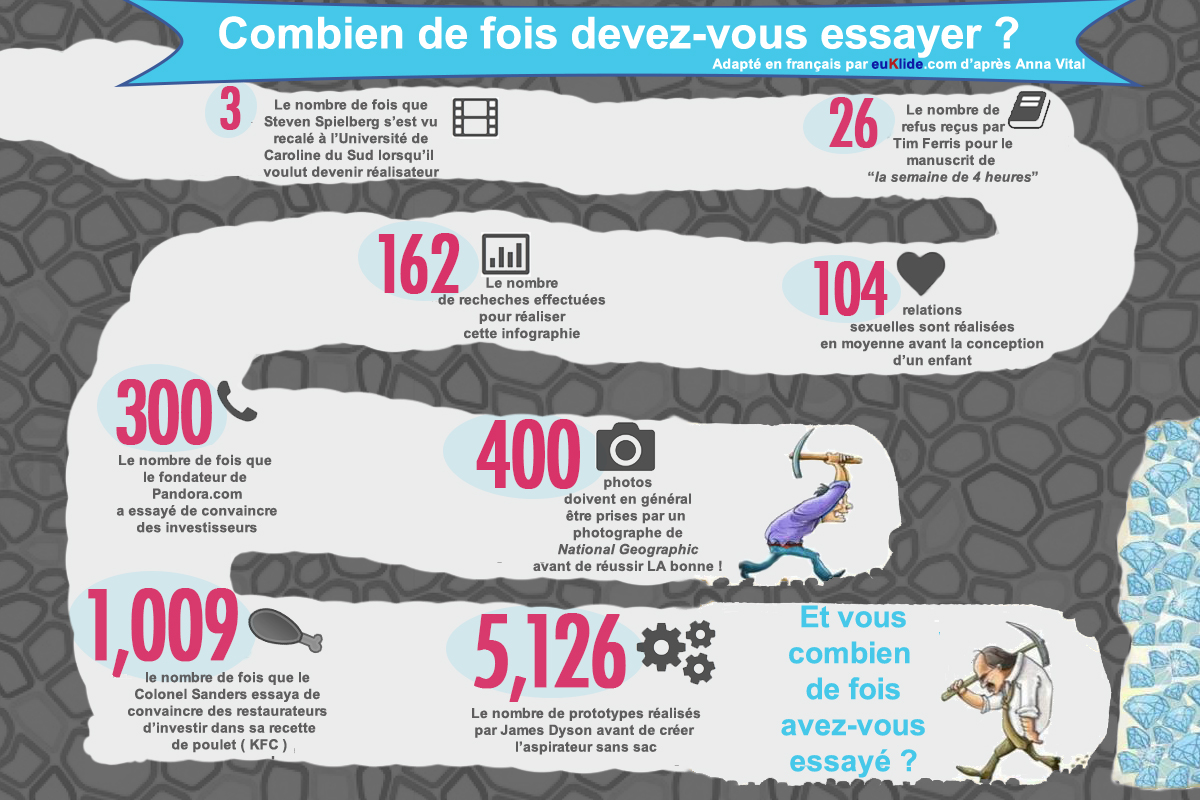 Combien de fois devez-vous essayer ?
Adapté en français par euKlide.com d’après Anna Vital
3
Le nombre de fois que
Steven Spielberg s’est vu
recalé à l’Université de
Caroline du Sud lorsqu’il
voulut devenir réalisateur
26
Le nombre de
refus reçus par
Tim Ferris pour le
manuscrit de
“la semaine de 4 heures”
162
Le nombre
de recheches effectuées
pour réaliser
cette infographie
104
relations
sexuelles sont réalisées
en moyenne avant la conception
d’un enfant
300
Le nombre de fois que
le fondateur de
Pandora.com
a essayé de convaincre
des investisseurs
400
photos
doivent en général
être prises par un
photographe de
National Geographic
avant de réussir LA bonne !
1,009
le nombre de fois que le
Colonel Sanders essaya de
convaincre des restaurateurs
d’investir dans sa recette
de poulet ( KFC )
5,126
Le nombre de prototypes réalisés
par James Dyson avant de créer
l’aspirateur sans sac
Et vous
combien
de fois
avez-vous
essayé ?